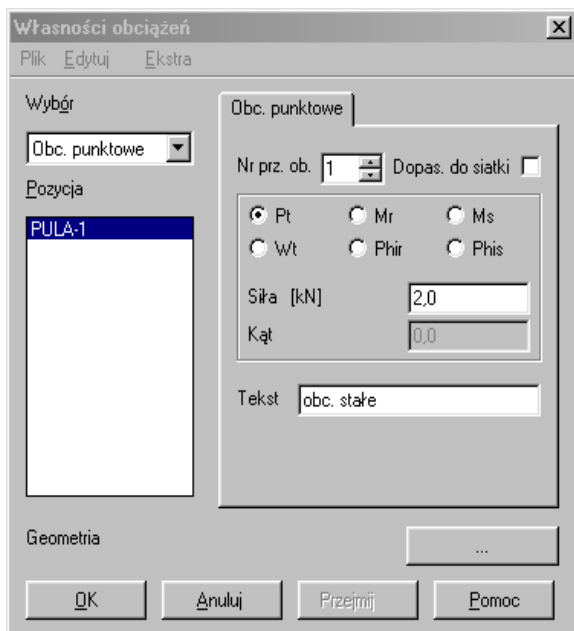 Własności obciążeń
Plik Edytuj Ekstra
Wybór
Obc. punktowe
Pozycja
PULA-1
Obc. punktowe
Nr prz. ob. 1 Dopas. do siatki
Pt Mr Ms
Wt Phir Phis
Siła [kN] 2,0
Kąt 0,0
Tekst obc. stałe
Geometria ...
OK Anuluj Przejmij Pomoc